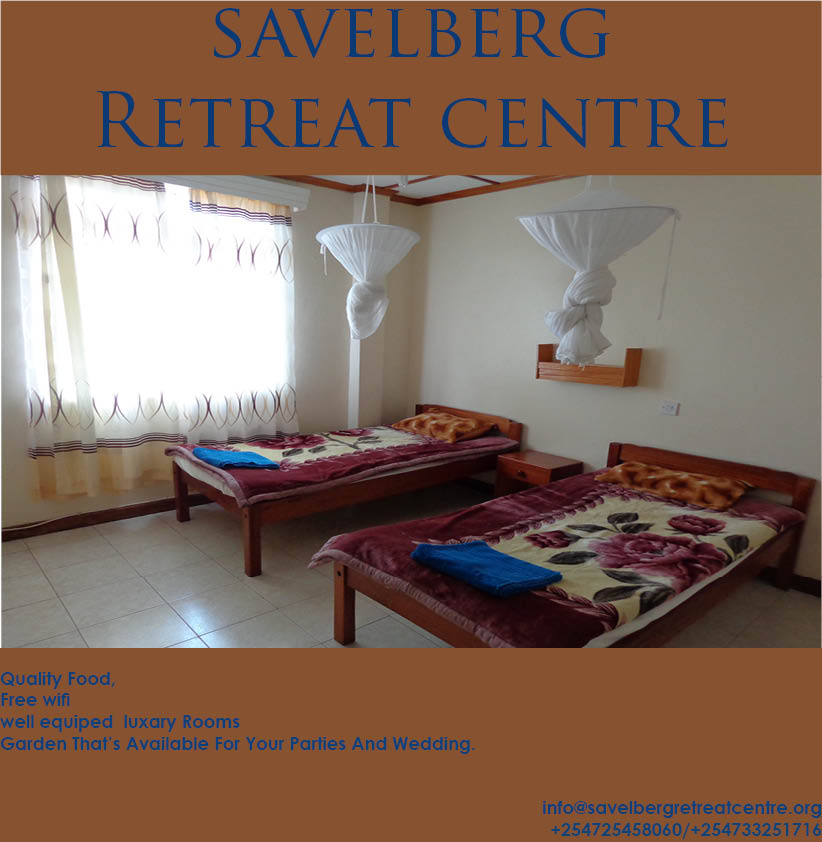 SAVELBERG
RETREAT CENTRE
Quality Food,
Free wifi
well equiped  luxary Rooms
Garden That's Available For Your Parties And Wedding.
info@savelbergretreatcentre.org
+254725458060/+254733251716